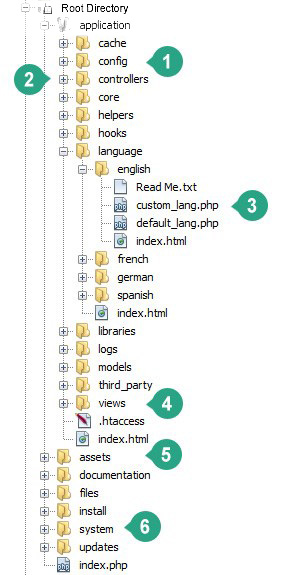 Root Directory
application
cache
config
1
2
controllers
core
helpers
hooks
language
english
Read Me.txt
custom_lang.php
3
default_lang.php
index.html
french
german
spanish
index.html
libraries
logs
models
third_party
views
4
.htaccess
index.html
assets
5
documentation
files
install
system
6
updates
index.php